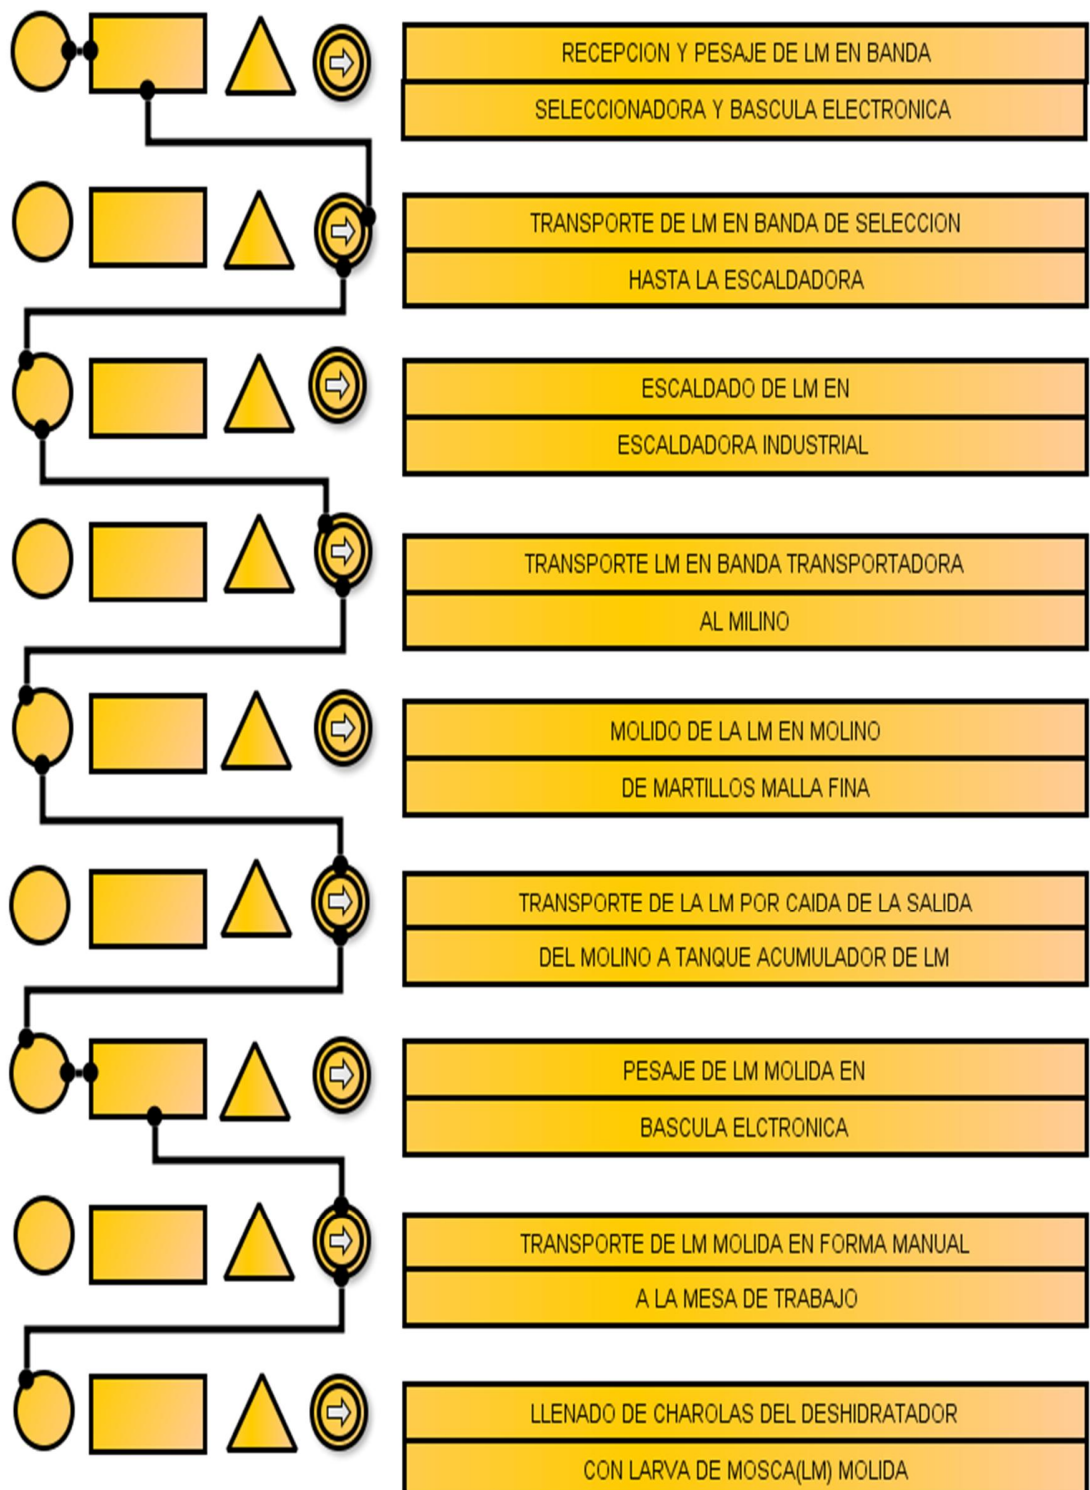 RECEPCION Y PESAJE DE LM EN BANDA
SELECCIONADORA Y BASCULA ELECTRONICA
TRANSPORTE DE LM EN BANDA DE SELECCION
HASTA LA ESCALDADORA
ESCALDADO DE LM EN
ESCALDADORA INDUSTRIAL
TRANSPORTE LM EN BANDA TRANSPORTADORA
AL MILINO
MOLIDO DE LA LM EN MOLINO
DE MARTILLOS MALLA FINA
TRANSPORTE DE LA LM POR CAIDA DE LA SALIDA
DEL MOLINO A TANQUE ACUMULADOR DE LM
PESAJE DE LM MOLIDA EN
BASCULA ELCTRONICA
TRANSPORTE DE LM MOLIDA EN FORMA MANUAL
A LA MESA DE TRABAJO
LLENADO DE CHAROLAS DEL DESHIDRATADOR
CON LARVA DE MOSCA(LM) MOLIDA